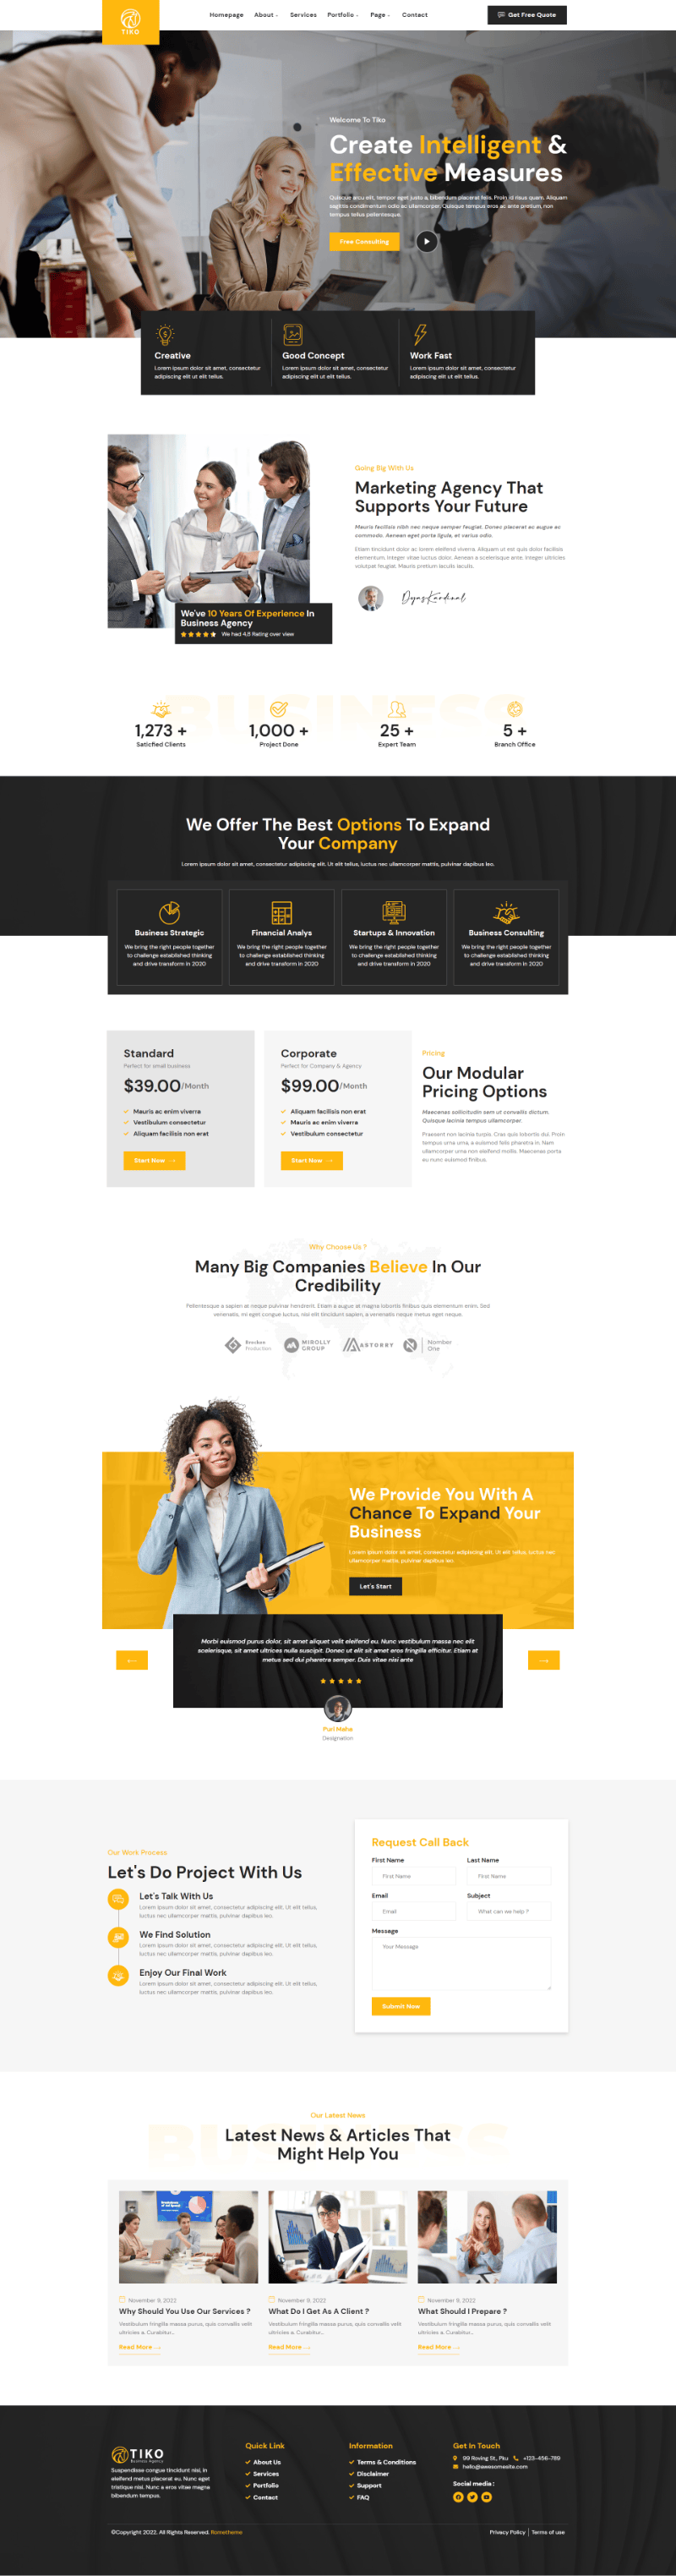 TIKO
Homepage
About
Services
Portfolio
Page
Contact
Get Free Quote
Welcome To Tiko
Create Intelligent &
Effective Measures
Quisque arcu elit, tempor eget justo a, bibendum placerat felis. Proin id risus quam. Aliquam
sagittis condimentum odio ac ullamcorper. Quisque tempus eros ac ante pretium, non
tempus tellus pellentesque.
Free Consulting
Creative
Lorem ipsum dolor sit amet, consectetur
adipiscing elit ut elit tellus.
Good Concept
Lorem ipsum dolor sit amet, consectetur
adipiscing elit ut elit tellus.
Work Fast
Lorem ipsum dolor sit amet, consectetur
adipiscing elit ut elit tellus.
Going Big With Us
Marketing Agency That
Supports Your Future
Mauris facilisis nibh nec neque semper feugiat. Donec placerat ac augue ac
commodo. Aenean eget porta ligula, et varius odio.
Etiam tincidunt dolor ac lorem eleifend viverra. Aliquam ut est quis dolor facilisis
elementum. Integer vitae luctus dolor. Aenean a scelerisque ante. Integer ultricies
volutpat feugiat. Mauris pretium iaculis iaculis.
We've 10 Years Of Experience In
Business Agency
We had 4,8 Rating over view
BUSINESS
1,273 +
Saticfied Clients
1,000 +
Project Done
25 +
Expert Team
5 +
Branch Office
We Offer The Best Options To Expand
Your Company
Lorem ipsum dolor sit amet, consectetur adipiscing elit. Ut elit tellus, luctus nec ullamcorper mattis, pulvinar dapibus leo.
Business Strategic
We bring the right people together
to challenge established thinking
and drive transform in 2020
Financial Analys
We bring the right people together
to challenge established thinking
and drive transform in 2020
Startups & Innovation
We bring the right people together
to challenge established thinking
and drive transform in 2020
Business Consulting
We bring the right people together
to challenge established thinking
and drive transform in 2020
Standard
Perfect for small business
$39.00/Month
Mauris ac enim viverra
Vestibulum consectetur
Aliquam facilisis non erat
Start Now
Corporate
Perfect for Company & Agency
$99.00/Month
Aliquam facilisis non erat
Mauris ac enim viverra
Vestibulum consectetur
Start Now
Pricing
Our Modular
Pricing Options
Maecenas sollicitudin sem ut convallis dictum.
Quisque lacinia tempus ullamcorper.
Praesent non lacinia turpis. Cras quis lobortis dui. Proin
tempus urna urna, a euismod felis pharetra in. Nam
ullamcorper urna non eleifend mollis. Maecenas porta
eu nunc euismod finibus.
Why Choose Us ?
Many Big Companies Believe In Our
Credibility
Pellentesque a sapien at neque pulvinar hendrerit. Etiam a augue at magna lobortis finibus quis elementum enim. Sed
venenatis, mi eget congue luctus, nisl elit tincidunt sapien, a venenatis neque metus eget neque.
Brocken
Production
MIROLLY
GROUP
ASTORRY
Nomber
One
We Provide You With A
Chance To Expand Your
Business
Lorem ipsum dolor sit amet, consectetur adipiscing elit. Ut elit tellus, luctus nec
ullamcorper mattis, pulvinar dapibus leo.
Let's Start
Morbi euismod purus dolor, sit amet aliquet velit eleifend eu. Nunc vestibulum massa nec elit
scelerisque, sit amet ultrices nulla suscipit. Donec ut elit sit amet eros fringilla efficitur. Etiam at
metus sed dui pharetra semper. Duis vitae nisi ante
Puri Maha
Designation
Our Work Process
Let's Do Project With Us
Let's Talk With Us
Lorem ipsum dolor sit amet, consectetur adipiscing elit. Ut elit tellus,
luctus nec ullamcorper mattis, pulvinar dapibus leo.
We Find Solution
Lorem ipsum dolor sit amet, consectetur adipiscing elit. Ut elit tellus,
luctus nec ullamcorper mattis, pulvinar dapibus leo.
Enjoy Our Final Work
Lorem ipsum dolor sit amet, consectetur adipiscing elit. Ut elit tellus,
luctus nec ullamcorper mattis, pulvinar dapibus leo.
Request Call Back
First Name
Last Name
First Name
First Name
Email
Subject
Email
What can we help ?
Message
Your Message
Submit Now
BUSINESS
Our Latest News
Latest News & Articles That
Might Help You
November 9, 2022
Why Should You Use Our Services ?
Vestibulum fringilla massa purus, quis convallis velit
ultricies a. Curabitur...
Read More
November 9, 2022
What Do I Get As A Client ?
Vestibulum fringilla massa purus, quis convallis velit
ultricies a. Curabitur...
Read More
November 9, 2022
What Should I Prepare ?
Vestibulum fringilla massa purus, quis convallis velit
ultricies a. Curabitur...
Read More
TIKO
Business Agency
Suspendisse congue tincidunt nisl, in
eleifend metus placerat eu. Nunc eget
tristique nisl. Nunc a eros vitae magna
bibendum tempus.
Quick Link
About Us
Services
Portfolio
Contact
Information
Terms & Conditions
Disclaimer
Support
FAQ
Get In Touch
99 Roving St., Pku
+123-456-789
hello@awesomesite.com
Social media :
©Copyright 2022. All Rights Reserved. Rometheme
Privacy Policy
Terms of use